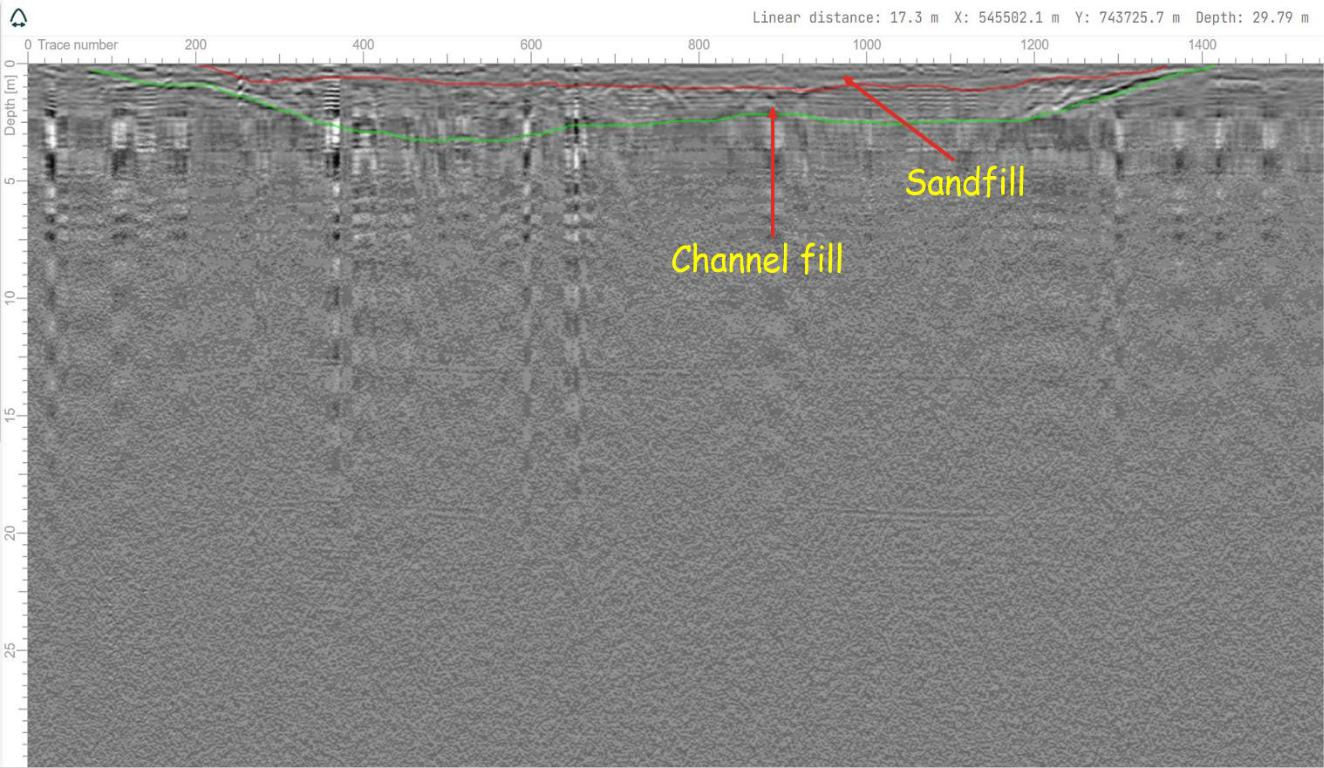 Linear distance: 17.3 m X: 545502.1 m Y: 743725.7 m Depth: 29.79 m
0 Trace number 200 400 600 800 1000 1200 1400
Depth [m]
0
5
10
15
20
25
Sandfill
Channel fill